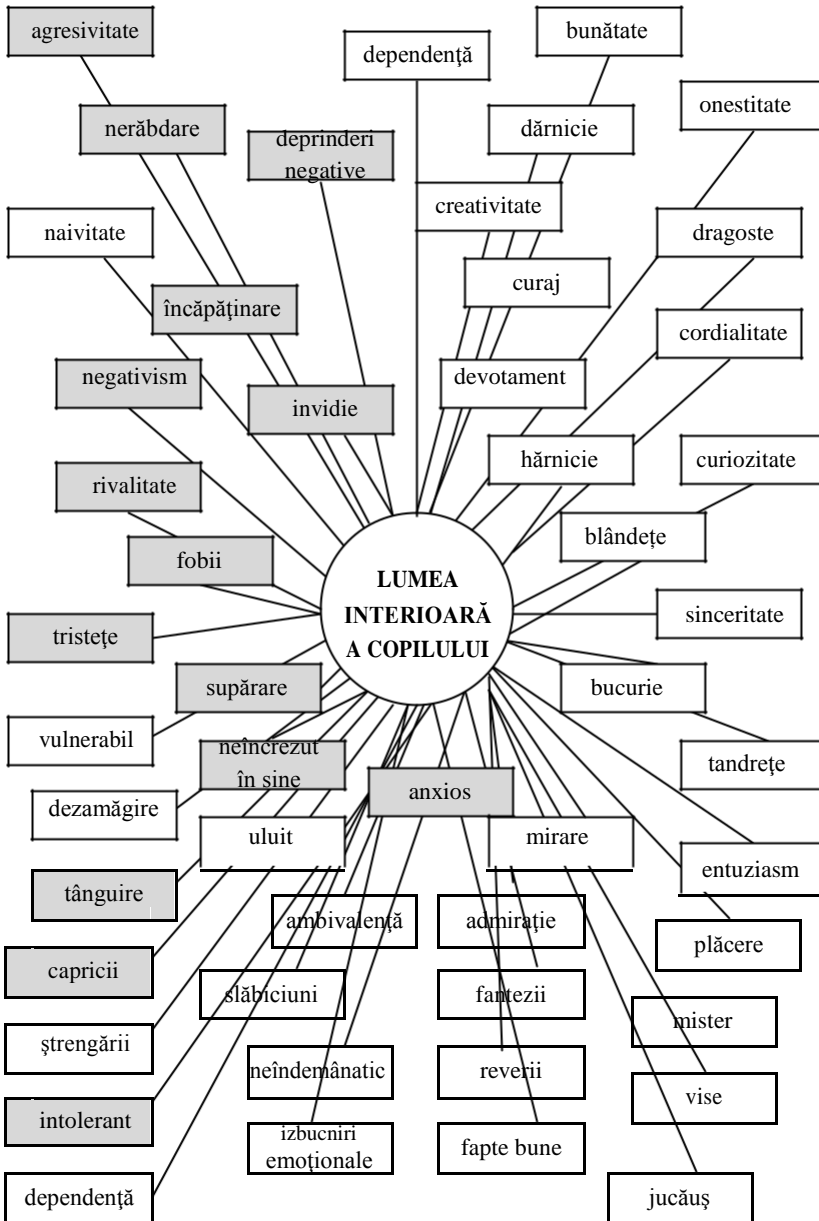 agresivitate
bunătate
dependenţă
onestitate
nerăbdare
dărnicie
deprinderi
negative
creativitate
naivitate
dragoste
curaj
încăpăţinare
cordialitate
negativism
devotament
invidie
hărnicie
curiozitate
rivalitate
blândețe
fobii
LUMEA
INTERIOARĂ
A COPILULUI
sinceritate
tristeţe
supărare
bucurie
vulnerabil
neîncrezut
în sine
tandreţe
anxios
dezamăgire
uluit
mirare
entuziasm
tânguire
ambivalenţă
admiraţie
plăcere
capricii
slăbiciuni
fantezii
mister
ştrengării
neîndemânatic
reverii
vise
intolerant
izbucniri
emoţionale
fapte bune
dependenţă
jucăuş